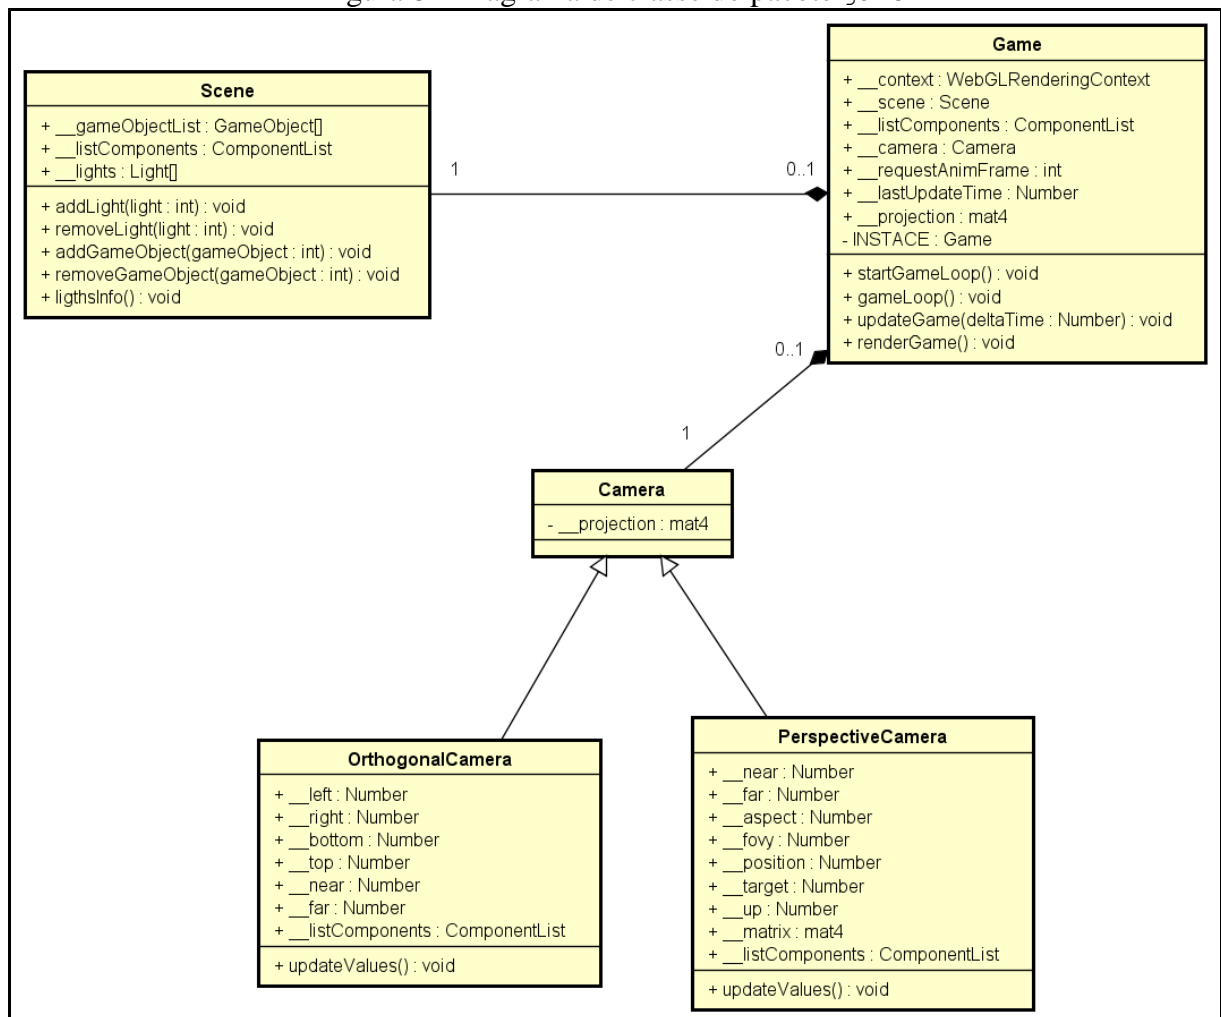 Scene
+ __gameObjectList : GameObject[]
+ __listComponents : ComponentList
+ __lights : Light[]
+ addLight(light : int) : void
+ removeLight(light : int) : void
+ addGameObject(gameObject : int) : void
+ removeGameObject(gameObject : int) : void
+ ligthsInfo() : void
1
0..1
Game
+ __context : WebGLRenderingContext
+ __scene : Scene
+ __listComponents : ComponentList
+ __camera : Camera
+ __requestAnimFrame : int
+ __lastUpdateTime : Number
+ __projection : mat4
- INSTACE : Game
+ startGameLoop() : void
+ gameLoop() : void
+ updateGame(deltaTime : Number) : void
+ renderGame() : void
0..1
1
Camera
- __projection : mat4
OrthogonalCamera
+ __left : Number
+ __right : Number
+ __bottom : Number
+ __top : Number
+ __near : Number
+ __far : Number
+ __listComponents : ComponentList
+ updateValues() : void
PerspectiveCamera
+ __near : Number
+ __far : Number
+ __aspect : Number
+ __fovy : Number
+ __position : Number
+ __target : Number
+ __up : Number
+ __matrix : mat4
+ __listComponents : ComponentList
+ updateValues() : void